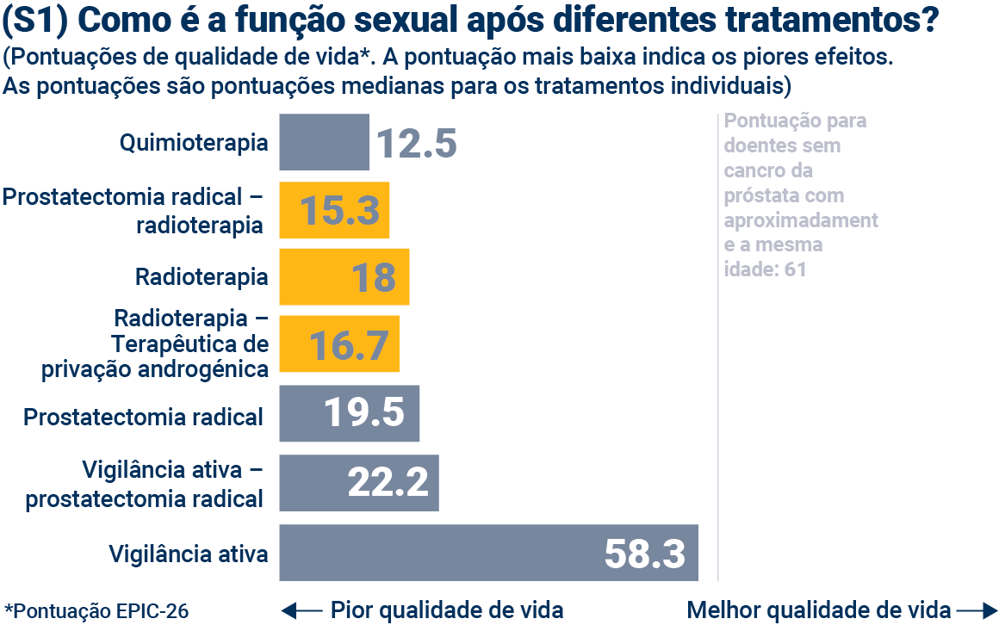 (S1) Como é a função sexual após diferentes tratamentos?
(Pontuações de qualidade de vida*. A pontuação mais baixa indica os piores efeitos.
As pontuações são pontuações medianas para os tratamentos individuais)
Quimioterapia
12.5
Prostatectomia radical –
radioterapia
15.3
Radioterapia
18
Radioterapia –
Terapêutica de
privação androgénica
16.7
Prostatectomia radical
19.5
Vigilância ativa –
prostatectomia radical
22.2
Vigilância ativa
58.3
Pontuação para
doentes sem
cancro da
próstata com
aproximadament
e a mesma
idade: 61
*Pontuação EPIC-26
Pior qualidade de vida
Melhor qualidade de vida